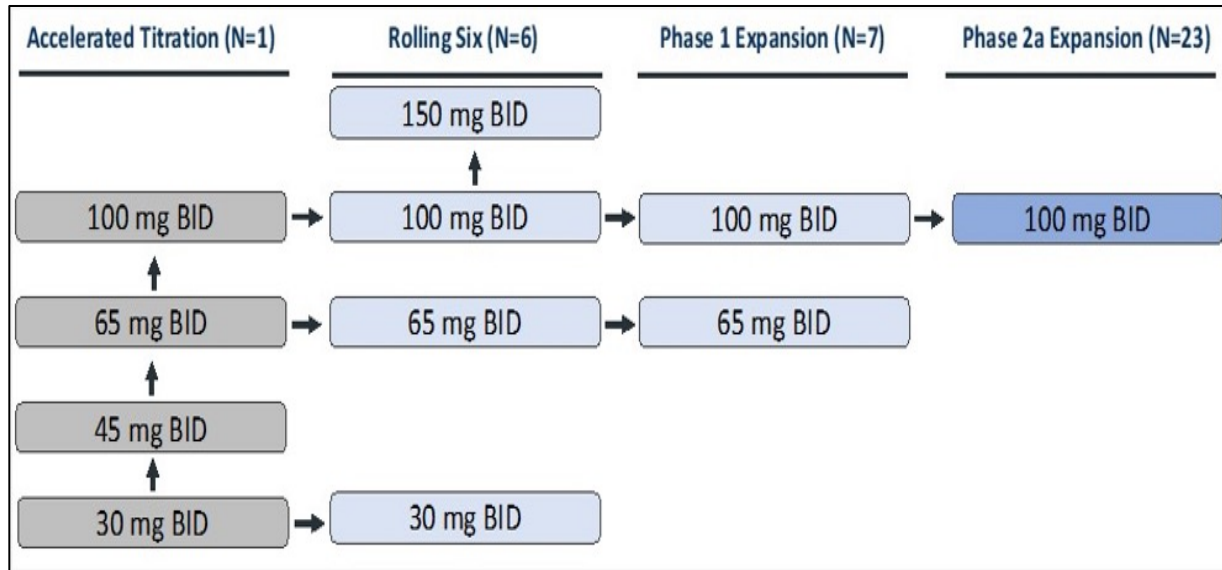 Accelerated Titration (N=1)
Rolling Six (N=6)
Phase 1 Expansion (N=7)
Phase 2a Expansion (N=23)
150 mg BID
100 mg BID
100 mg BID
100 mg BID
100 mg BID
65 mg BID
65 mg BID
65 mg BID
45 mg BID
30 mg BID
30 mg BID